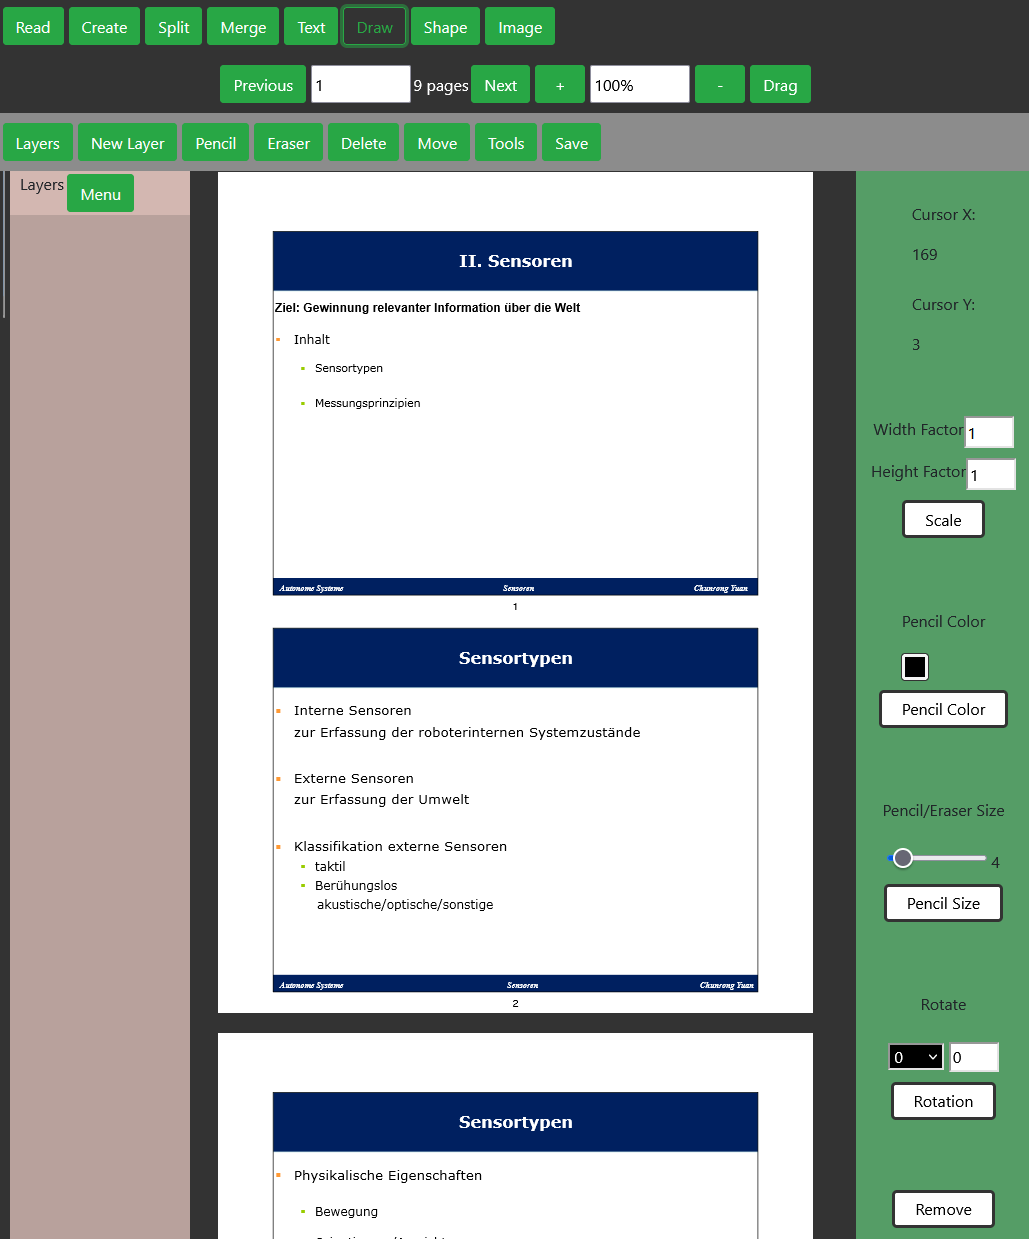 Read Create Split Merge Text Draw Shape Image
Previous 1 9 pages Next + 100% - Drag
Layers New Layer Pencil Eraser Delete Move Tools Save
Layers Menu
II. Sensoren
Ziel: Gewinnung relevanter Information über die Welt
Inhalt
Sensortypen
Messungsprinzipien
Autonome Systeme Sensoren Chunrong Yuan
1
Sensortypen
Interne Sensoren
zur Erfassung der roboterinternen Systemzustände
Externe Sensoren
zur Erfassung der Umwelt
Klassifikation externe Sensoren
taktil
Berühungslos
akustische/optische/sonstige
Autonome Systeme Sensoren Chunrong Yuan
2
Sensortypen
Physikalische Eigenschaften
Bewegung
Cursor X:
169
Cursor Y:
3
Width Factor 1
Height Factor 1
Scale
Pencil Color
Pencil Color
Pencil/Eraser Size
4
Pencil Size
Rotate
0 0
Rotation
Remove